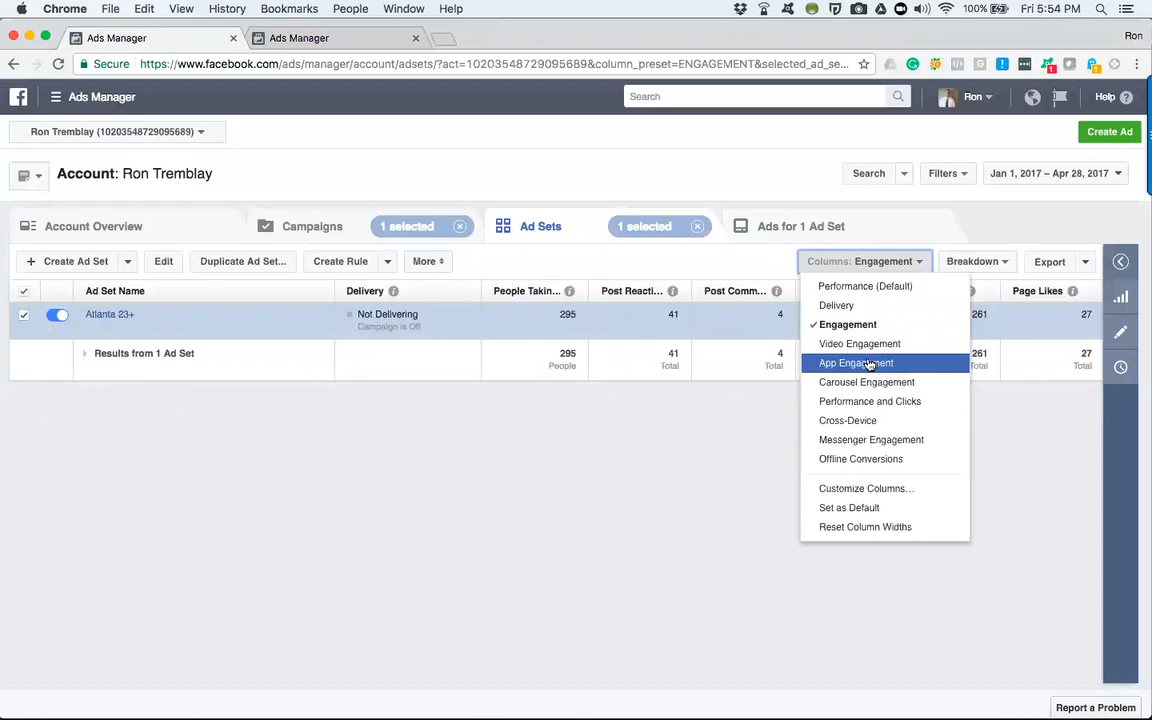 Chrome File Edit View History Bookmarks People Window Help 100% Fri 5:54 PM
Ads Manager Ads Manager Ron
Secure https://www.facebook.com/ads/manager/account/adsets/?act=10203548729095689&column_preset=ENGAGEMENT&selected_ad_se...
Ads Manager Search Ron Help
Ron Tremblay (10203548729095689) Create Ad
Account: Ron Tremblay Search Filters Jan 1, 2017 – Apr 28, 2017
Account Overview Campaigns 1 selected Ad Sets 1 selected Ads for 1 Ad Set
Create Ad Set Edit Duplicate Ad Set... Create Rule More Columns: Engagement Breakdown Export
Ad Set Name Delivery People Takin... Post Reacti... Post Comm... Page Likes
Performance (Default)
Delivery
Atlanta 23+ Not Delivering 295 41 4 261 27
Campaign is Off
Engagement
Video Engagement
Results from 1 Ad Set 295 41 4 261 27
People Total Total Total Total
App Engagement
Carousel Engagement
Performance and Clicks
Cross-Device
Messenger Engagement
Offline Conversions
Customize Columns...
Set as Default
Reset Column Widths
Report a Problem